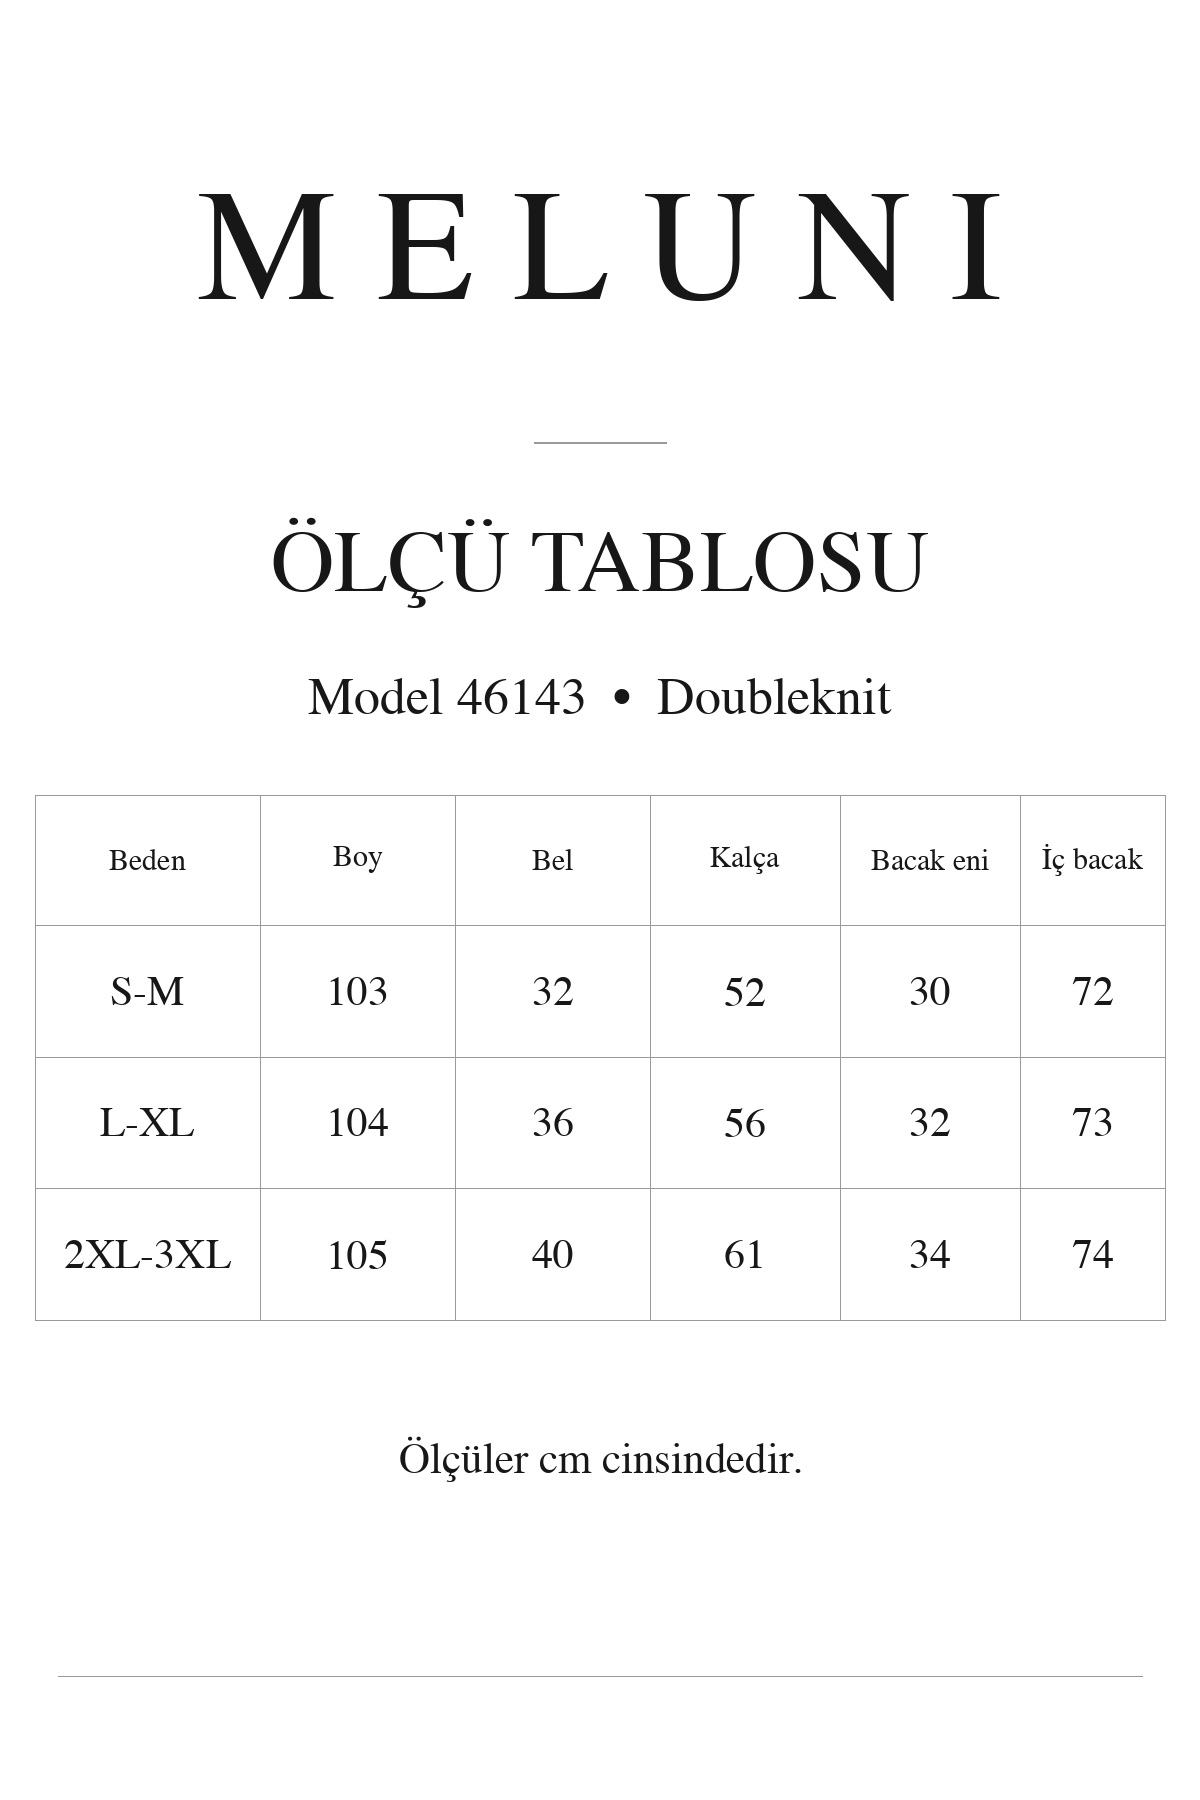 MELUNI
ÖLÇÜ TABLOSU
Model 46143 • Doubleknit
Beden Boy Bel Kalça Bacak eni İç bacak
S-M 103 32 52 30 72
L-XL 104 36 56 32 73
2XL-3XL 105 40 61 34 74
Ölçüler cm cinsindedir.